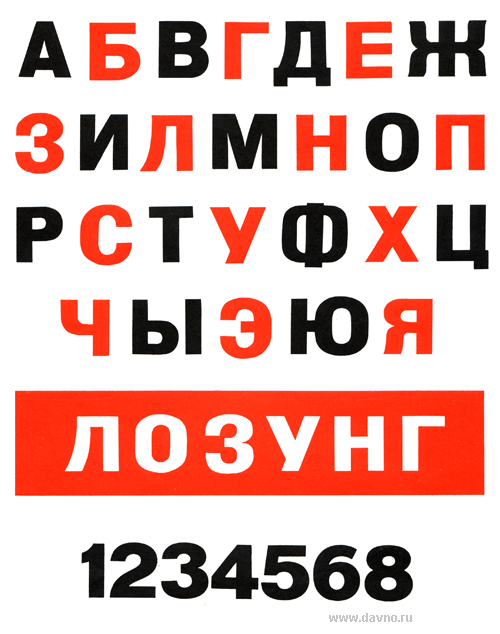 АБВГДЕЖ
ЗИЛМНОП
РСТУФХЦ
ЧЫЭЮЯ
ЛОЗУНГ
1234568
www.davno.ru